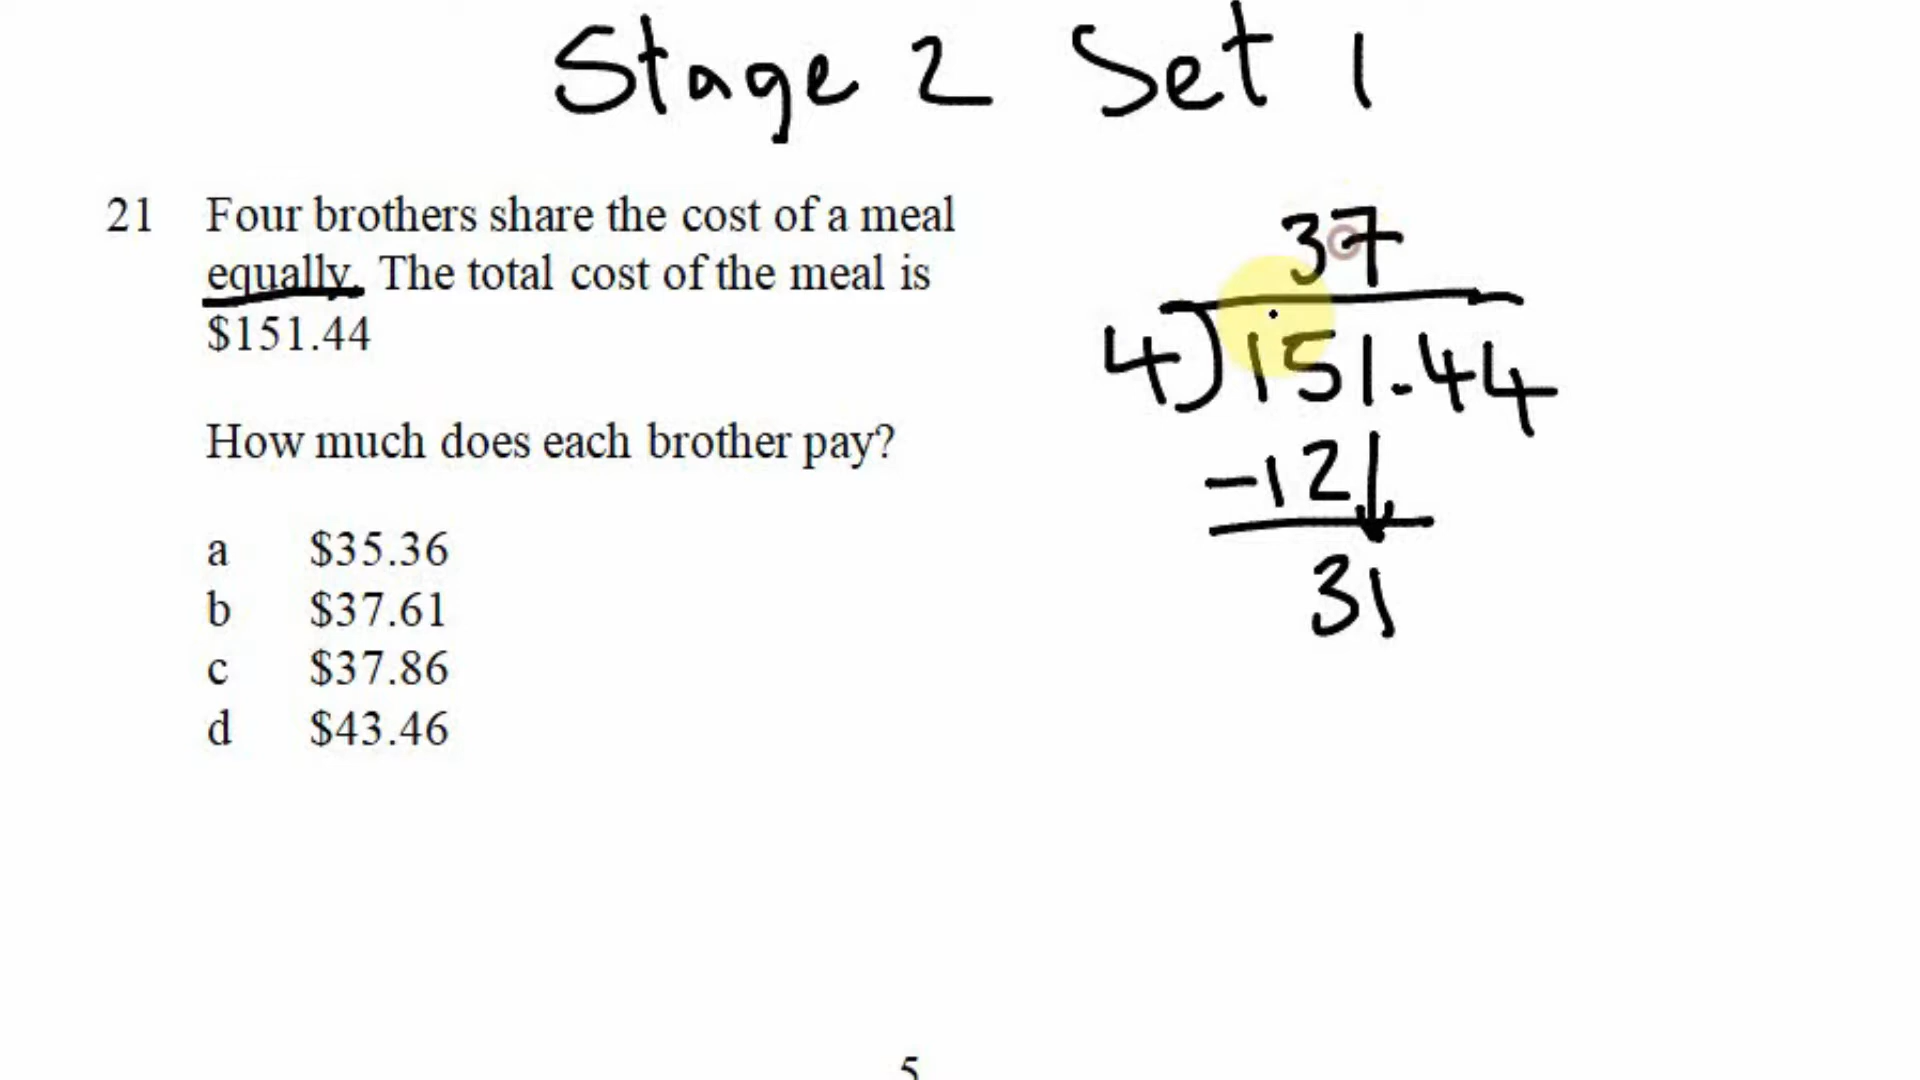 Stage 2 Set 1
21 Four brothers share the cost of a meal
equally. The total cost of the meal is
$151.44
How much does each brother pay?
a $35.36
b $37.61
c $37.86
d $43.46
37
4)151.44
-12
31
5